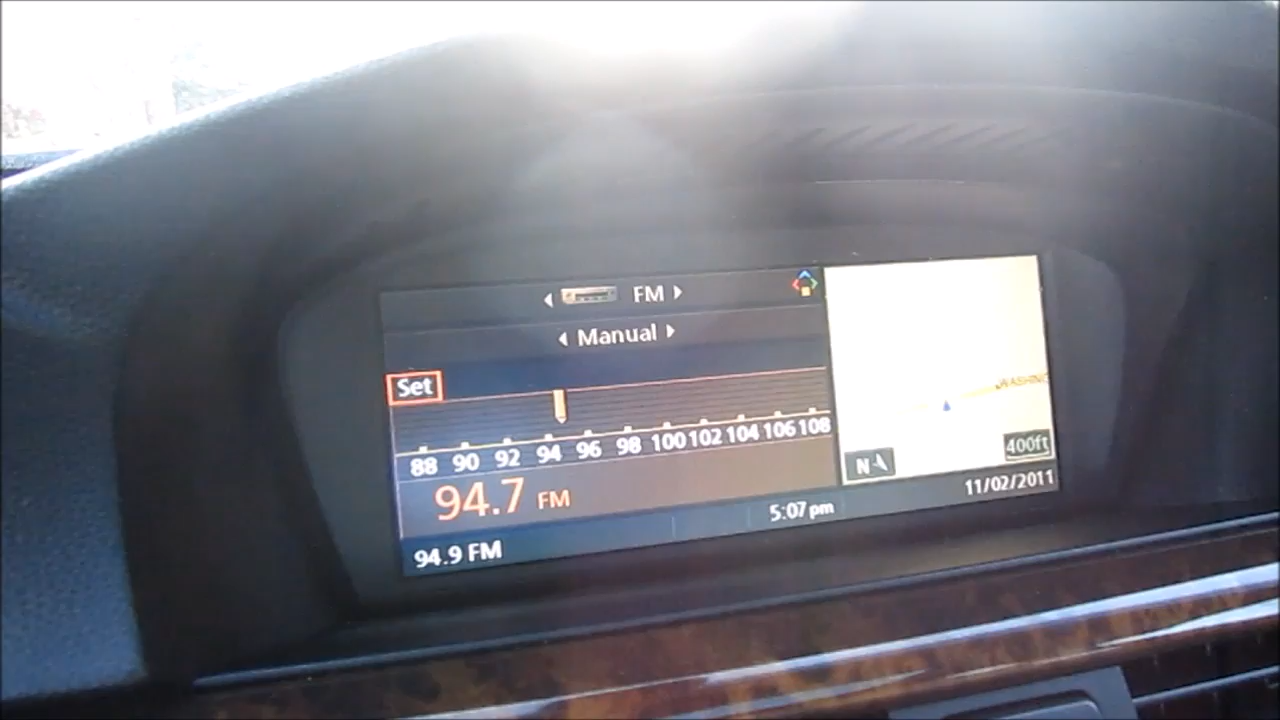 FM
Manual
Set
88 90 92 94 96 98 100 102 104 106 108
94.7 FM
94.9 FM
5:07 pm
N
400ft
11/02/2011